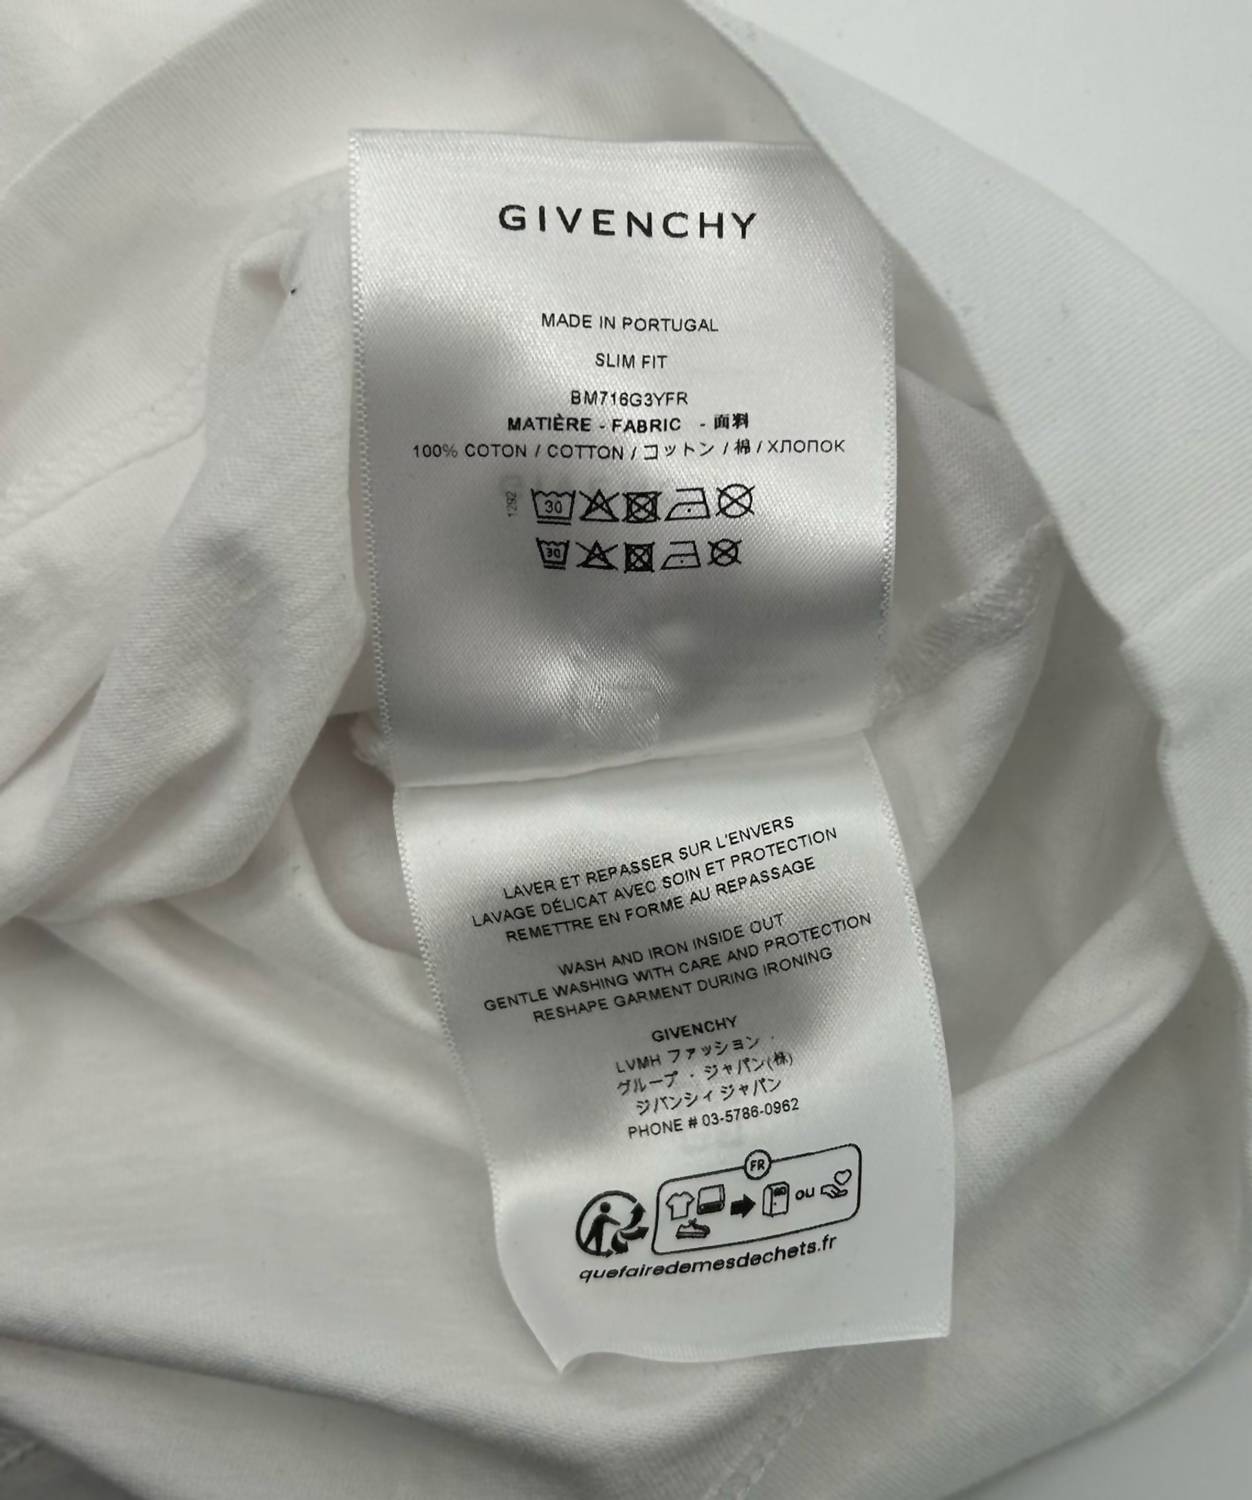 GIVENCHY
MADE IN PORTUGAL
SLIM FIT
BM716G3YFR
MATIÈRE - FABRIC - 面料
100% COTON / COTTON / コットン / 棉 / ХЛОПОК
1292
30
30
LAVER ET REPASSER SUR L'ENVERS
LAVAGE DÉLICAT AVEC SOIN ET PROTECTION
REMETTRE EN FORME AU REPASSAGE
WASH AND IRON INSIDE OUT
GENTLE WASHING WITH CARE AND PROTECTION
RESHAPE GARMENT DURING IRONING
GIVENCHY
LVMH ファッション ·
グループ · ジャパン(株)
ジバンシィ ジャパン
PHONE # 03-5786-0962
FR
ou
quefairedemesdechets.fr